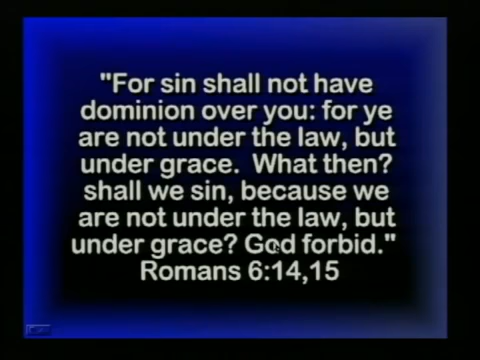 "For sin shall not have
dominion over you: for ye
are not under the law, but
under grace.  What then?
shall we sin, because we
are not under the law, but
under grace? God forbid."
Romans 6:14,15